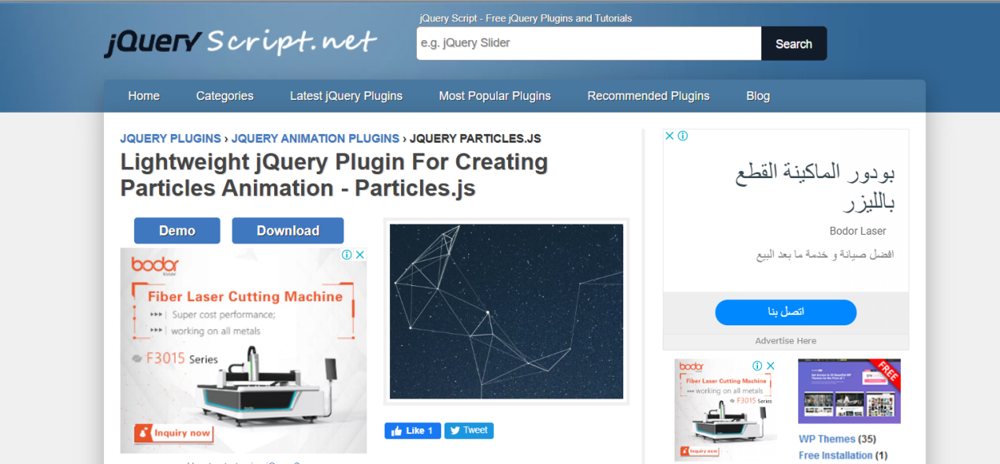 jQuery Script - Free jQuery Plugins and Tutorials
jQuery Script.net
e.g. jQuery Slider
Search
Home
Categories
Latest jQuery Plugins
Most Popular Plugins
Recommended Plugins
Blog
JQUERY PLUGINS › JQUERY ANIMATION PLUGINS › JQUERY PARTICLES.JS
Lightweight jQuery Plugin For Creating
Particles Animation - Particles.js
Demo
Download
bodor
Fiber Laser Cutting Machine
Super cost performance;
working on all metals
F3015 Series
Inquiry now
Like 1
Tweet
بودور الماكينة القطع
بالليزر
Bodor Laser
افضل صيانة و خدمة ما بعد البيع
اتصل بنا
Advertise Here
bodor
Fiber Laser Cutting Machine
working on all metals
F3015 Series
Inquiry now
FREE
WP Themes (35)
Free Installation (1)